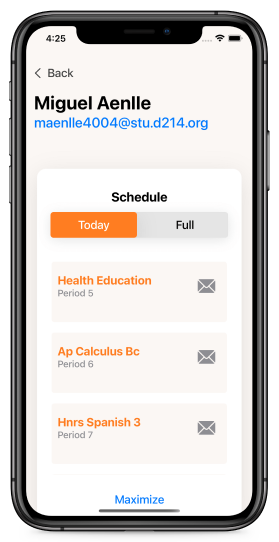 4:25
Back
Miguel Aenlle
maenlle4004@stu.d214.org
Schedule
Today Full
Health Education
Period 5
Ap Calculus Bc
Period 6
Hnrs Spanish 3
Period 7
Maximize